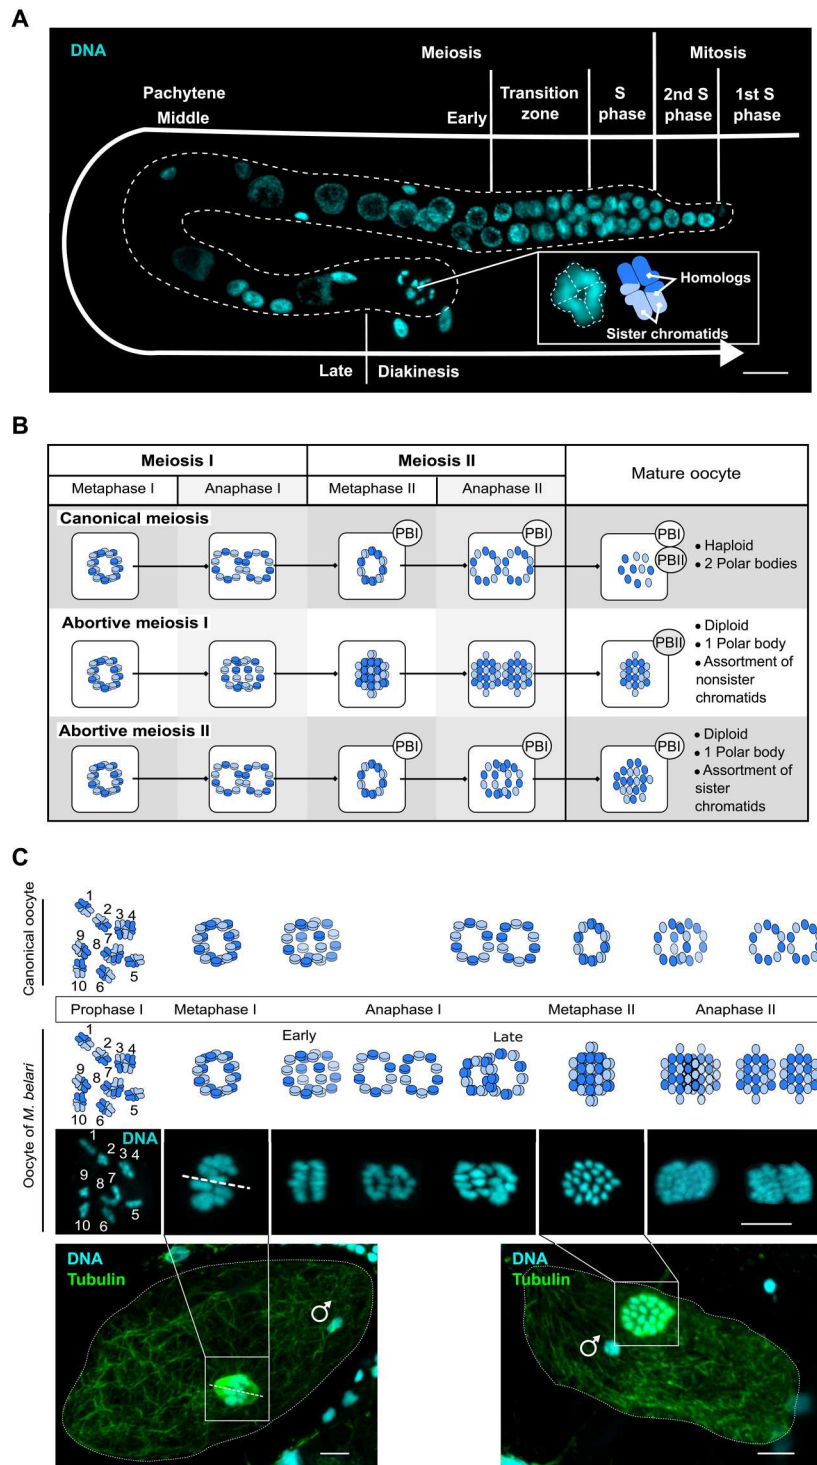 A
DNA
Meiosis
Mitosis
Pachytene
Middle
Early
Transition
zone
S
phase
2nd S
phase
1st S
phase
Homologs
Sister chromatids
Late
Diakinesis
B
Meiosis I
Meiosis II
Mature oocyte
Metaphase I
Anaphase I
Metaphase II
Anaphase II
Canonical meiosis
PBI
PBI
PBI
PBII
• Haploid
• 2 Polar bodies
Abortive meiosis I
PBII
• Diploid
• 1 Polar body
• Assortment of
nonsister
chromatids
Abortive meiosis II
PBI
PBI
PBI
• Diploid
• 1 Polar body
• Assortment of
sister
chromatids
C
Canonical oocyte
1
2
3 4
9
8
7
5
10
6
Prophase I
Metaphase I
Anaphase I
Metaphase II
Anaphase II
Oocyte of M. belari
1
2
3 4
9
8
7
5
10
6
Early
Late
1
DNA
2
3 4
9
8
7
5
10
6
DNA
Tubulin
♂
DNA
Tubulin
♂